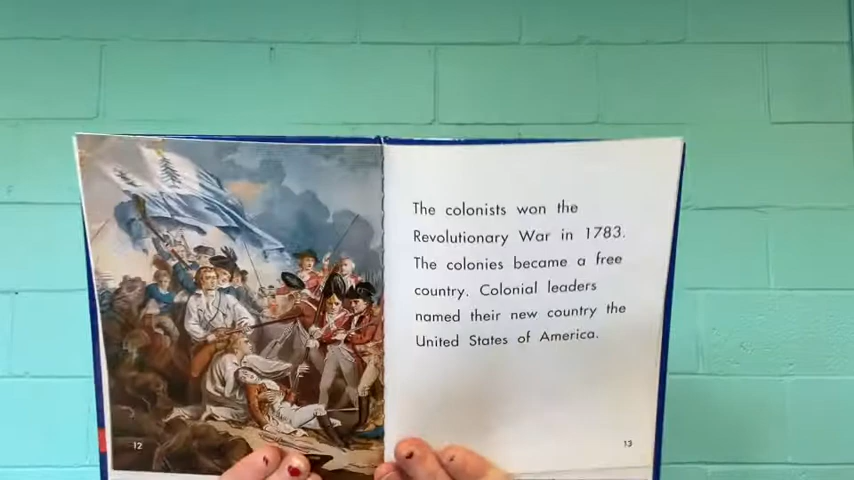 The colonists won the
Revolutionary War in 1783.
The colonies became a free
country. Colonial leaders
named their new country the
United States of America.
12
13